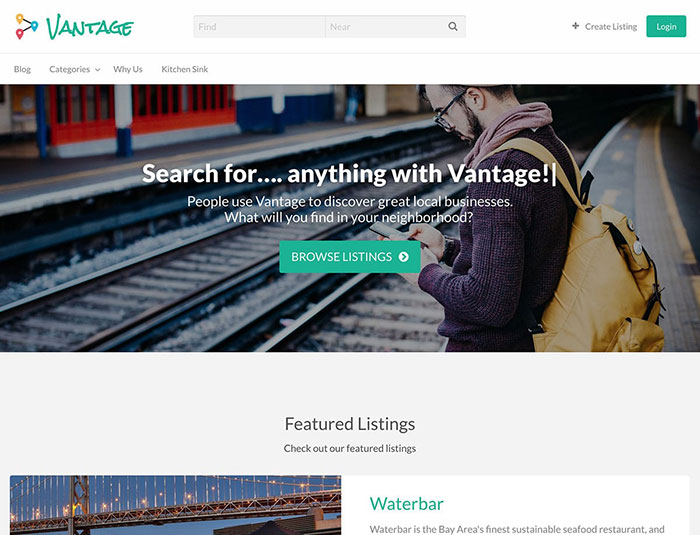 VANTAGE
Find
Near
Create Listing
Login
Blog
Categories
Why Us
Kitchen Sink
Search for.... anything with Vantage!|
People use Vantage to discover great local businesses.
What will you find in your neighborhood?
BROWSE LISTINGS
Featured Listings
Check out our featured listings
Waterbar
Waterbar is the Bay Area's finest sustainable seafood restaurant, and